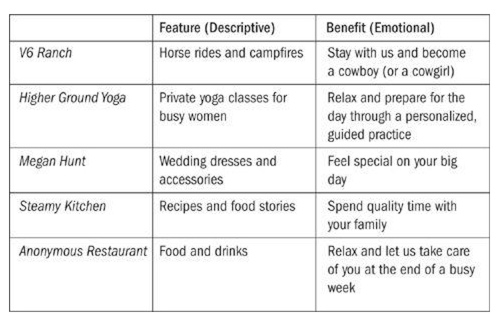 Feature (Descriptive) Benefit (Emotional)
V6 Ranch Horse rides and campfires Stay with us and become
a cowboy (or a cowgirl)
Higher Ground Yoga Private yoga classes for Relax and prepare for the
busy women day through a personalized,
guided practice
Megan Hunt Wedding dresses and Feel special on your big
accessories day
Steamy Kitchen Recipes and food stories Spend quality time with
your family
Anonymous Restaurant Food and drinks Relax and let us take care
of you at the end of a busy
week